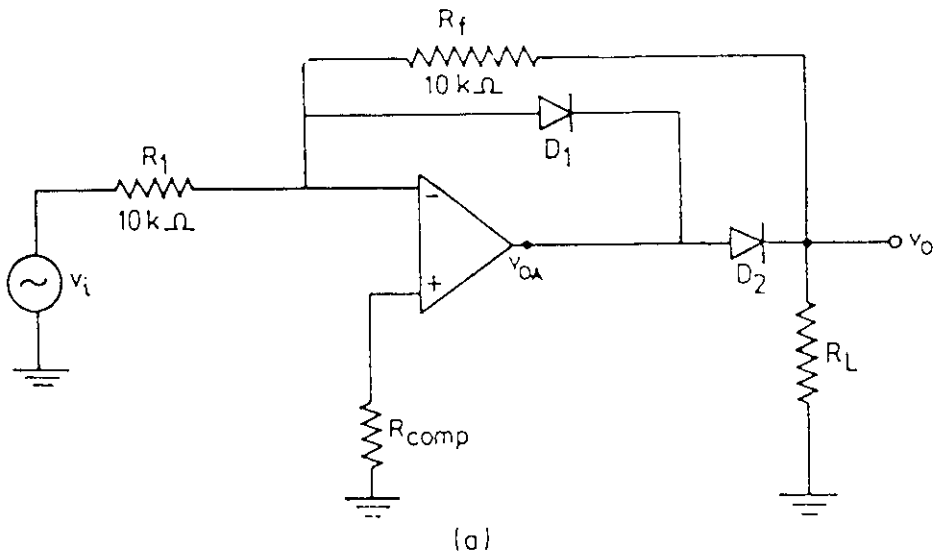 R_f
10 kΩ
D_1
R_1
10 kΩ
−
v_OA
D_2
v_o
v_i
+
R_L
R_comp
(a)